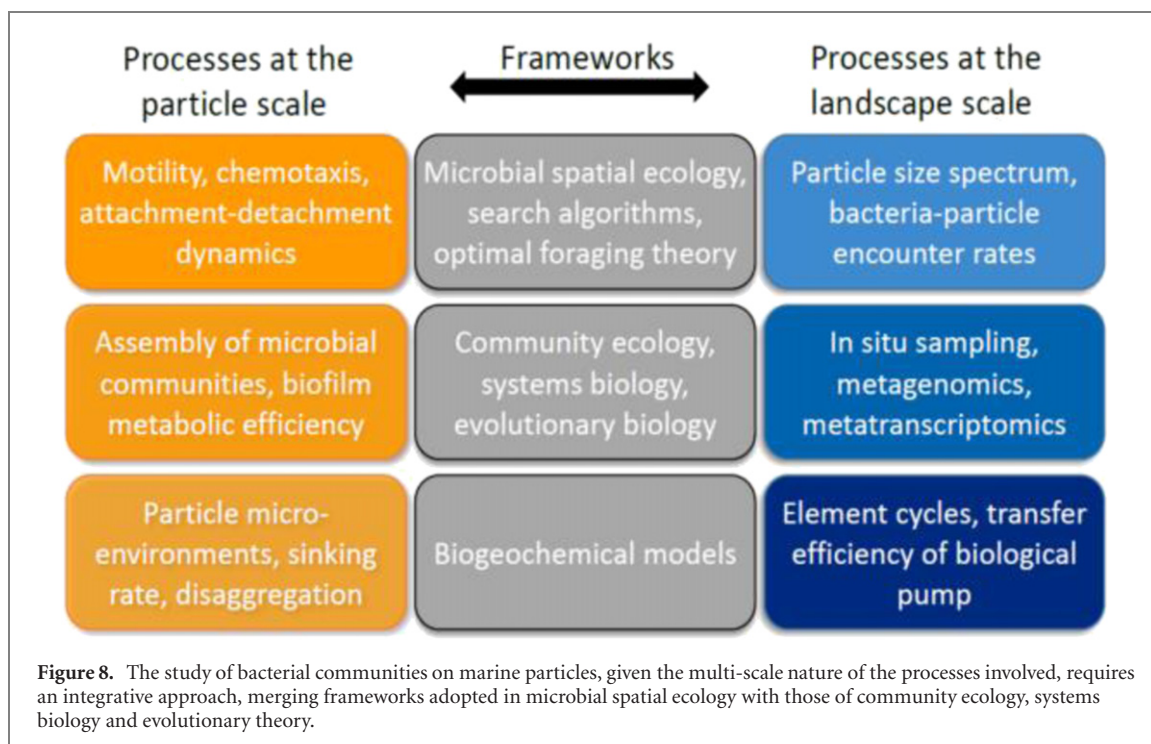 Processes at the
particle scale
Frameworks
Processes at the
landscape scale
Motility, chemotaxis,
attachment-detachment
dynamics
Microbial spatial ecology,
search algorithms,
optimal foraging theory
Particle size spectrum,
bacteria-particle
encounter rates
Assembly of microbial
communities, biofilm
metabolic efficiency
Community ecology,
systems biology,
evolutionary biology
In situ sampling,
metagenomics,
metatranscriptomics
Particle micro-
environments, sinking
rate, disaggregation
Biogeochemical models
Element cycles, transfer
efficiency of biological
pump
Figure 8. The study of bacterial communities on marine particles, given the multi-scale nature of the processes involved, requires
an integrative approach, merging frameworks adopted in microbial spatial ecology with those of community ecology, systems
biology and evolutionary theory.